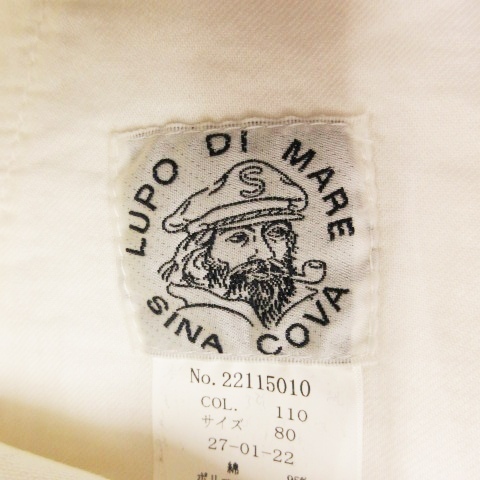 LUPO DI MARE
S
SINA COVA
No. 22115010
COL. 110
サイズ 80
27-01-22
綿